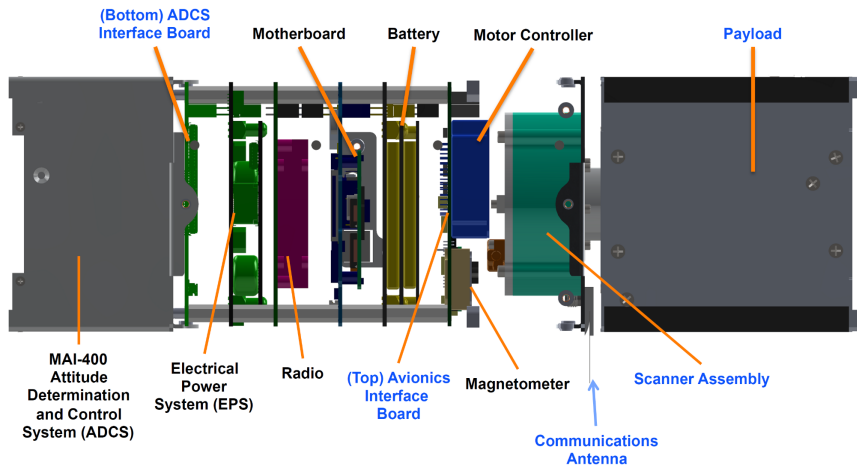 (Bottom) ADCS
Interface Board
Motherboard
Battery
Motor Controller
Payload
MAI-400
Attitude
Determination
and Control
System (ADCS)
Electrical
Power
System (EPS)
Radio
(Top) Avionics
Interface
Board
Magnetometer
Scanner Assembly
Communications
Antenna